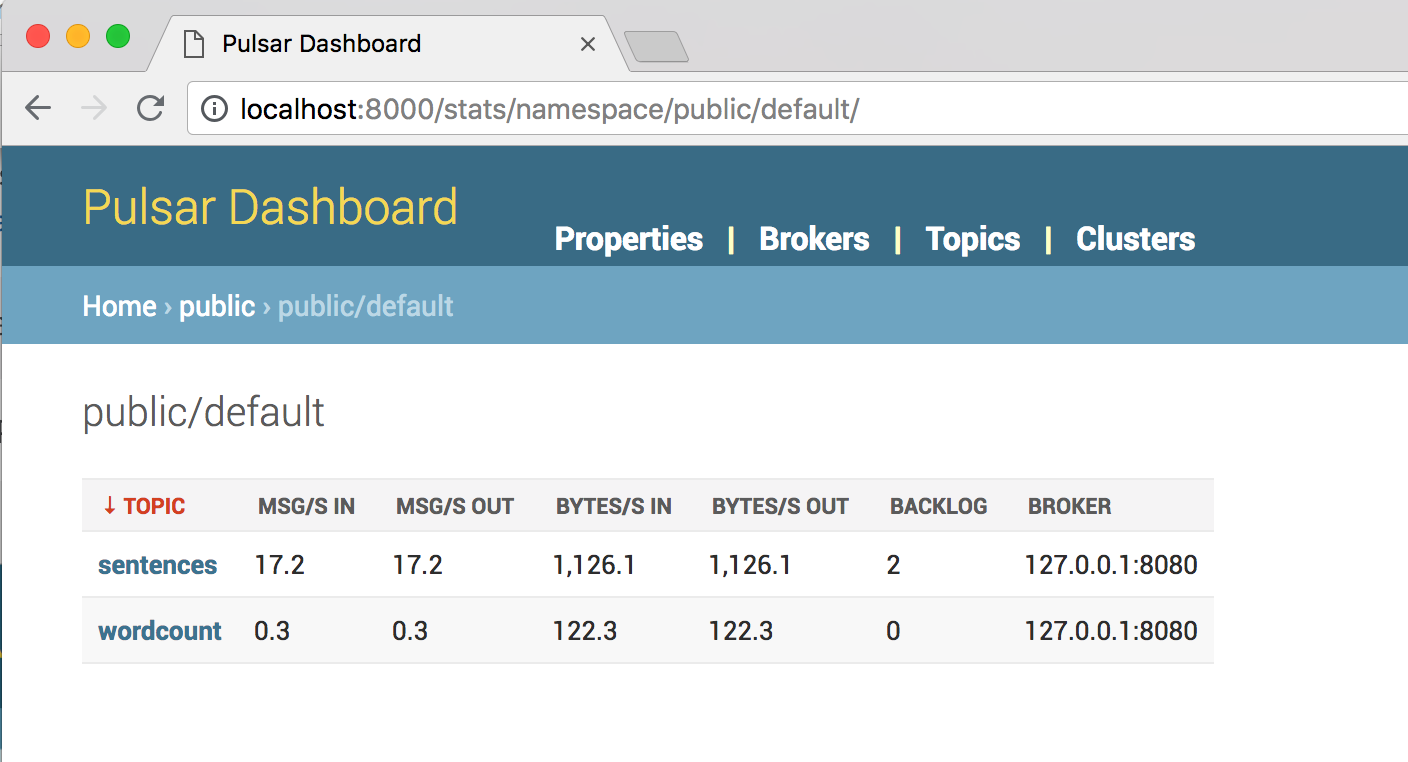 Pulsar Dashboard
localhost:8000/stats/namespace/public/default/
Pulsar Dashboard
Properties | Brokers | Topics | Clusters
Home › public › public/default
public/default
↓ TOPIC MSG/S IN MSG/S OUT BYTES/S IN BYTES/S OUT BACKLOG BROKER
sentences 17.2 17.2 1,126.1 1,126.1 2 127.0.0.1:8080
wordcount 0.3 0.3 122.3 122.3 0 127.0.0.1:8080